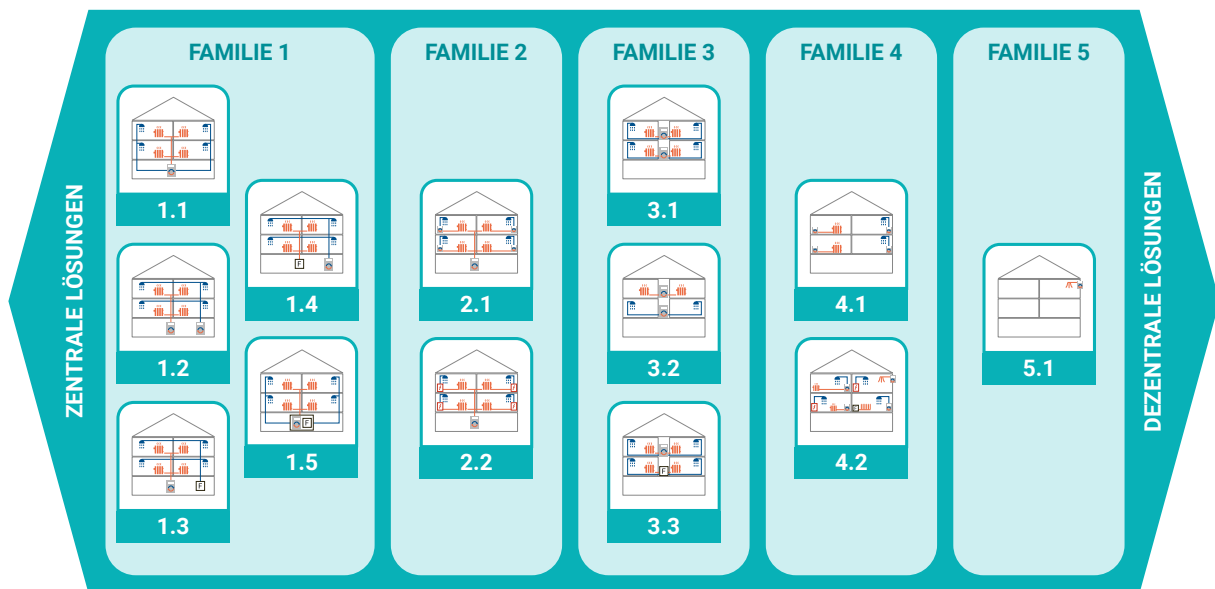 ZENTRALE LÖSUNGEN
FAMILIE 1
1.1
1.2
1.3
1.4
F
1.5
F
F
FAMILIE 2
2.1
2.2
FAMILIE 3
3.1
3.2
3.3
F
FAMILIE 4
4.1
4.2
FAMILIE 5
5.1
DEZENTRALE LÖSUNGEN